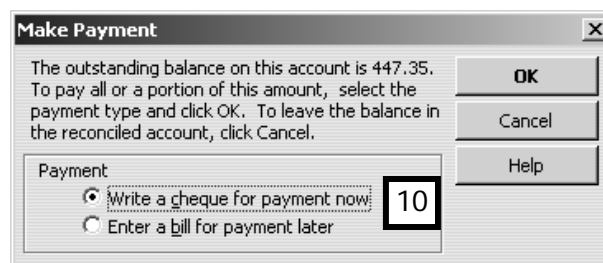 Make Payment
The outstanding balance on this account is 447.35.
To pay all or a portion of this amount, select the
payment type and click OK. To leave the balance in
the reconciled account, click Cancel.
OK
Cancel
Help
Payment
Write a cheque for payment now
10
Enter a bill for payment later